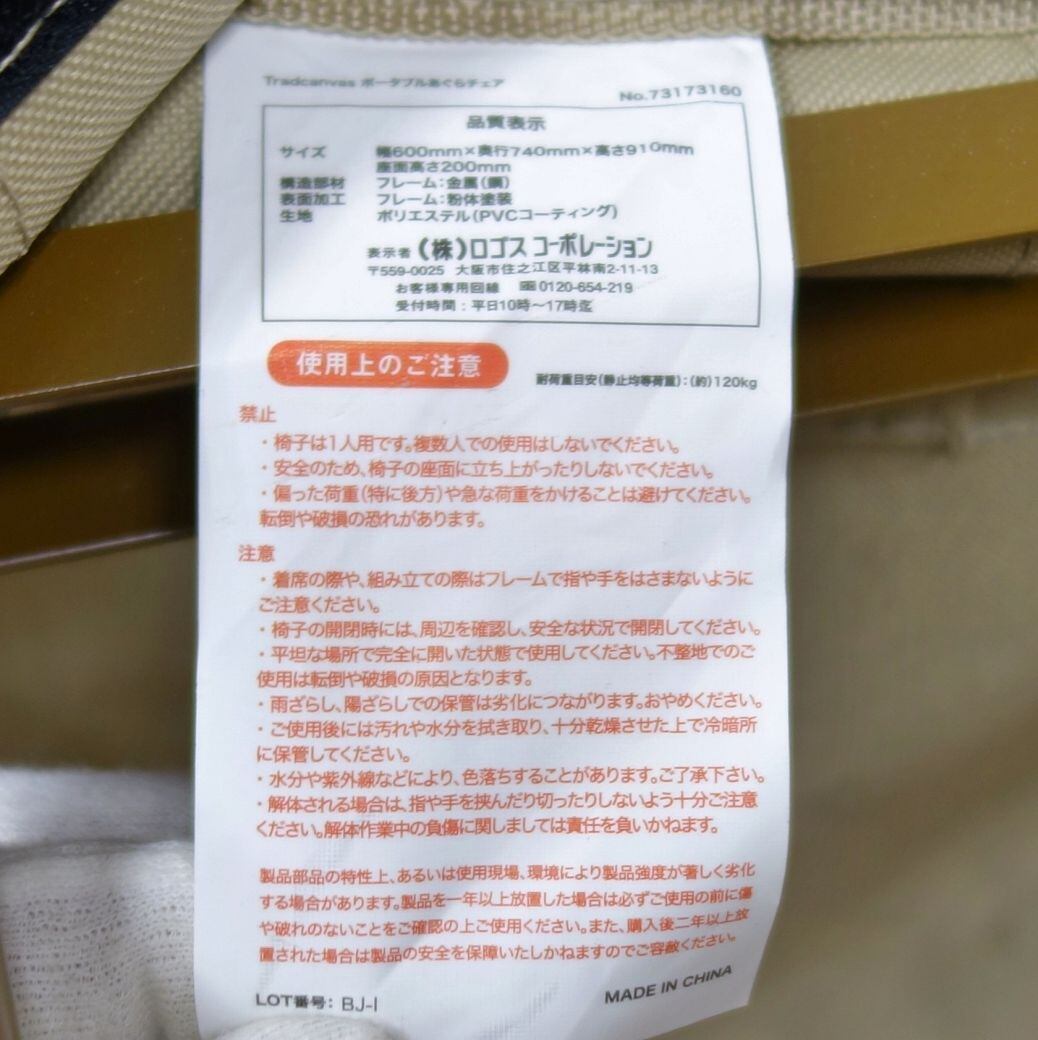 Tradcanvas ポータブルあぐらチェア
No.73173160
品質表示
サイズ 幅600mm×奥行740mm×高さ910mm
座面高さ200mm
構造部材 フレーム:金属(鋼)
表面加工 フレーム:粉体塗装
生地 ポリエステル(PVCコーティング)
表示者 (株)ロゴス コーポレーション
〒559-0025 大阪市住之江区平林南2-11-13
お客様専用回線 0120-654-219
受付時間:平日10時~17時迄
使用上のご注意
耐荷重目安(静止均等荷重):(約)120kg
禁止
・椅子は1人用です。複数人での使用はしないでください。
・安全のため、椅子の座面に立ち上がったりしないでください。
・偏った荷重(特に後方)や急な荷重をかけることは避けてください。
転倒や破損の恐れがあります。
注意
・着席の際や、組み立ての際はフレームで指や手をはさまないように
ご注意ください。
・椅子の開閉時には、周辺を確認し、安全な状況で開閉してください。
・平坦な場所で完全に開いた状態で使用してください。不整地でのご
使用は転倒や破損の原因となります。
・雨ざらし、陽ざらしでの保管は劣化につながります。おやめください。
・ご使用後には汚れや水分を拭き取り、十分乾燥させた上で冷暗所
に保管してください。
・水分や紫外線などにより、色落ちすることがあります。ご了承下さい。
・解体される場合は、指や手を挟んだり切ったりしないよう十分ご注意
ください。解体作業中の負傷に関しましては責任を負いかねます。
製品部品の特性上、あるいは使用現場、環境により製品強度が著しく劣化
する場合があります。製品を一年以上放置した場合は必ずご使用の前に傷
や破れのないことをご確認の上ご使用ください。また、購入後二年以上放
置された場合は製品の安全を保障いたしかねますのでご容赦ください。
LOT番号: BJ-I
MADE IN CHINA